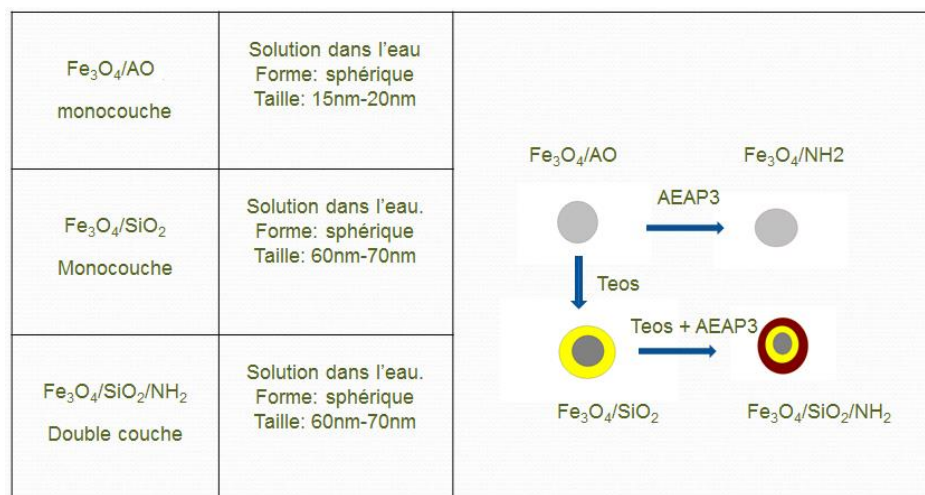 Fe₃O₄/AO
monocouche
Solution dans l'eau
Forme: sphérique
Taille: 15nm-20nm
Fe₃O₄/SiO₂
Monocouche
Solution dans l'eau.
Forme: sphérique
Taille: 60nm-70nm
Fe₃O₄/SiO₂/NH₂
Double couche
Solution dans l'eau.
Forme: sphérique
Taille: 60nm-70nm
Fe₃O₄/AO
Fe₃O₄/NH2
AEAP3
Teos
Teos + AEAP3
Fe₃O₄/SiO₂
Fe₃O₄/SiO₂/NH₂